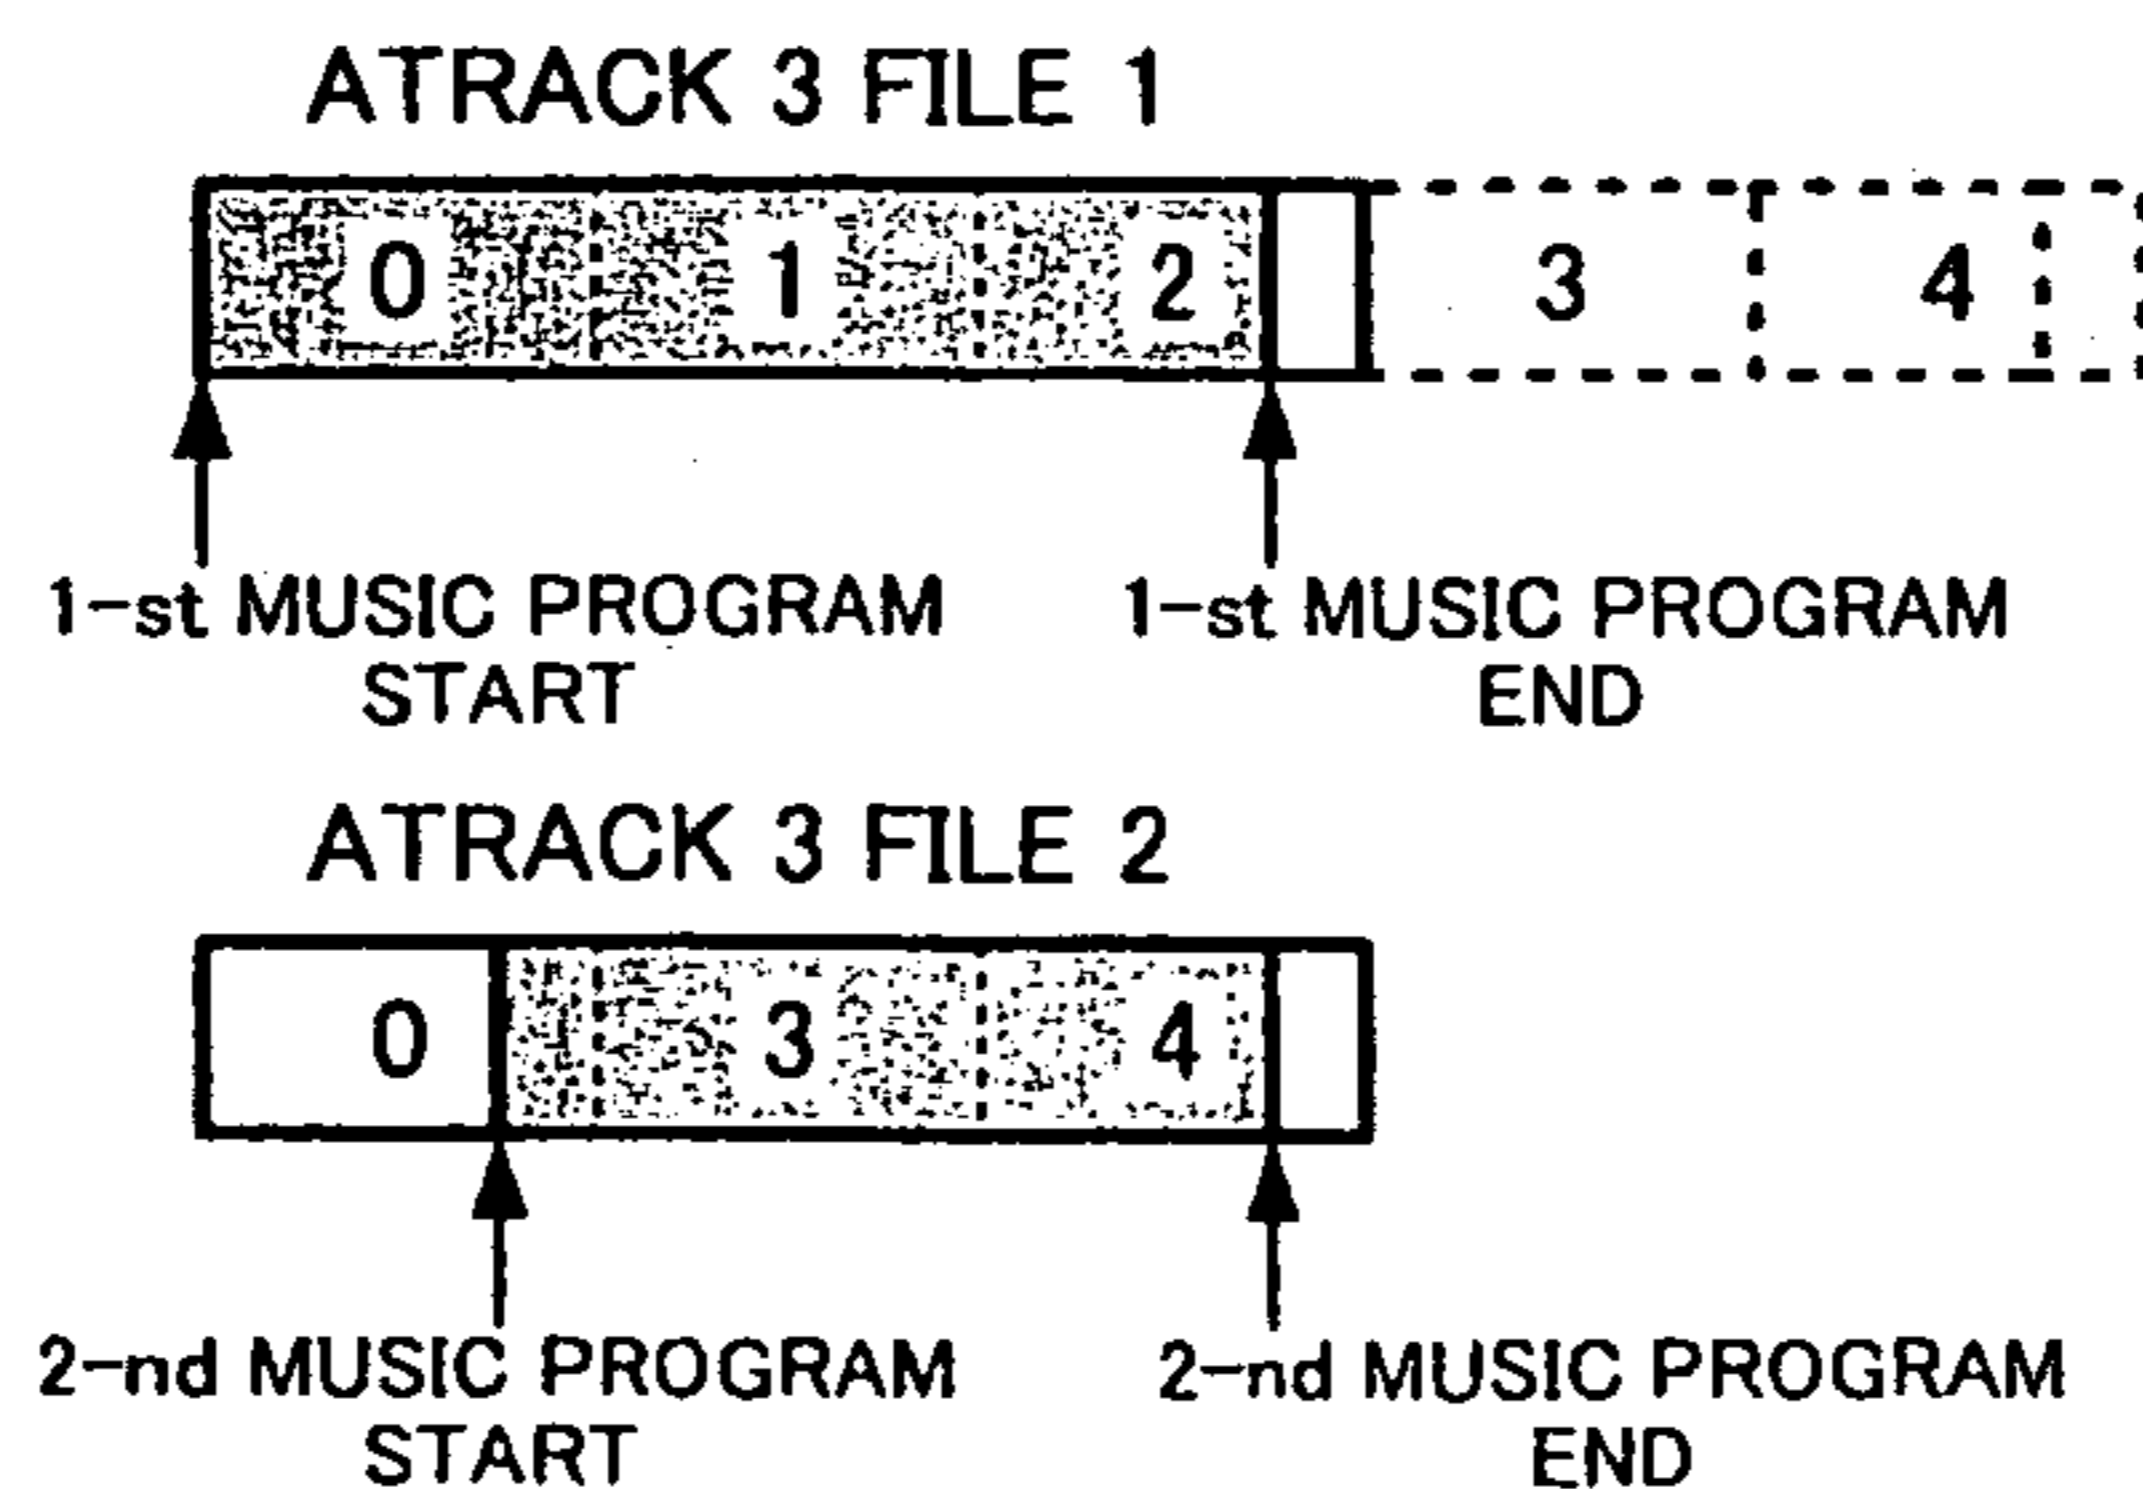 ATRACK 3 FILE 1
0 1 2 3 4
1-st MUSIC PROGRAM START
1-st MUSIC PROGRAM END
ATRACK 3 FILE 2
0 3 4
2-nd MUSIC PROGRAM START
2-nd MUSIC PROGRAM END